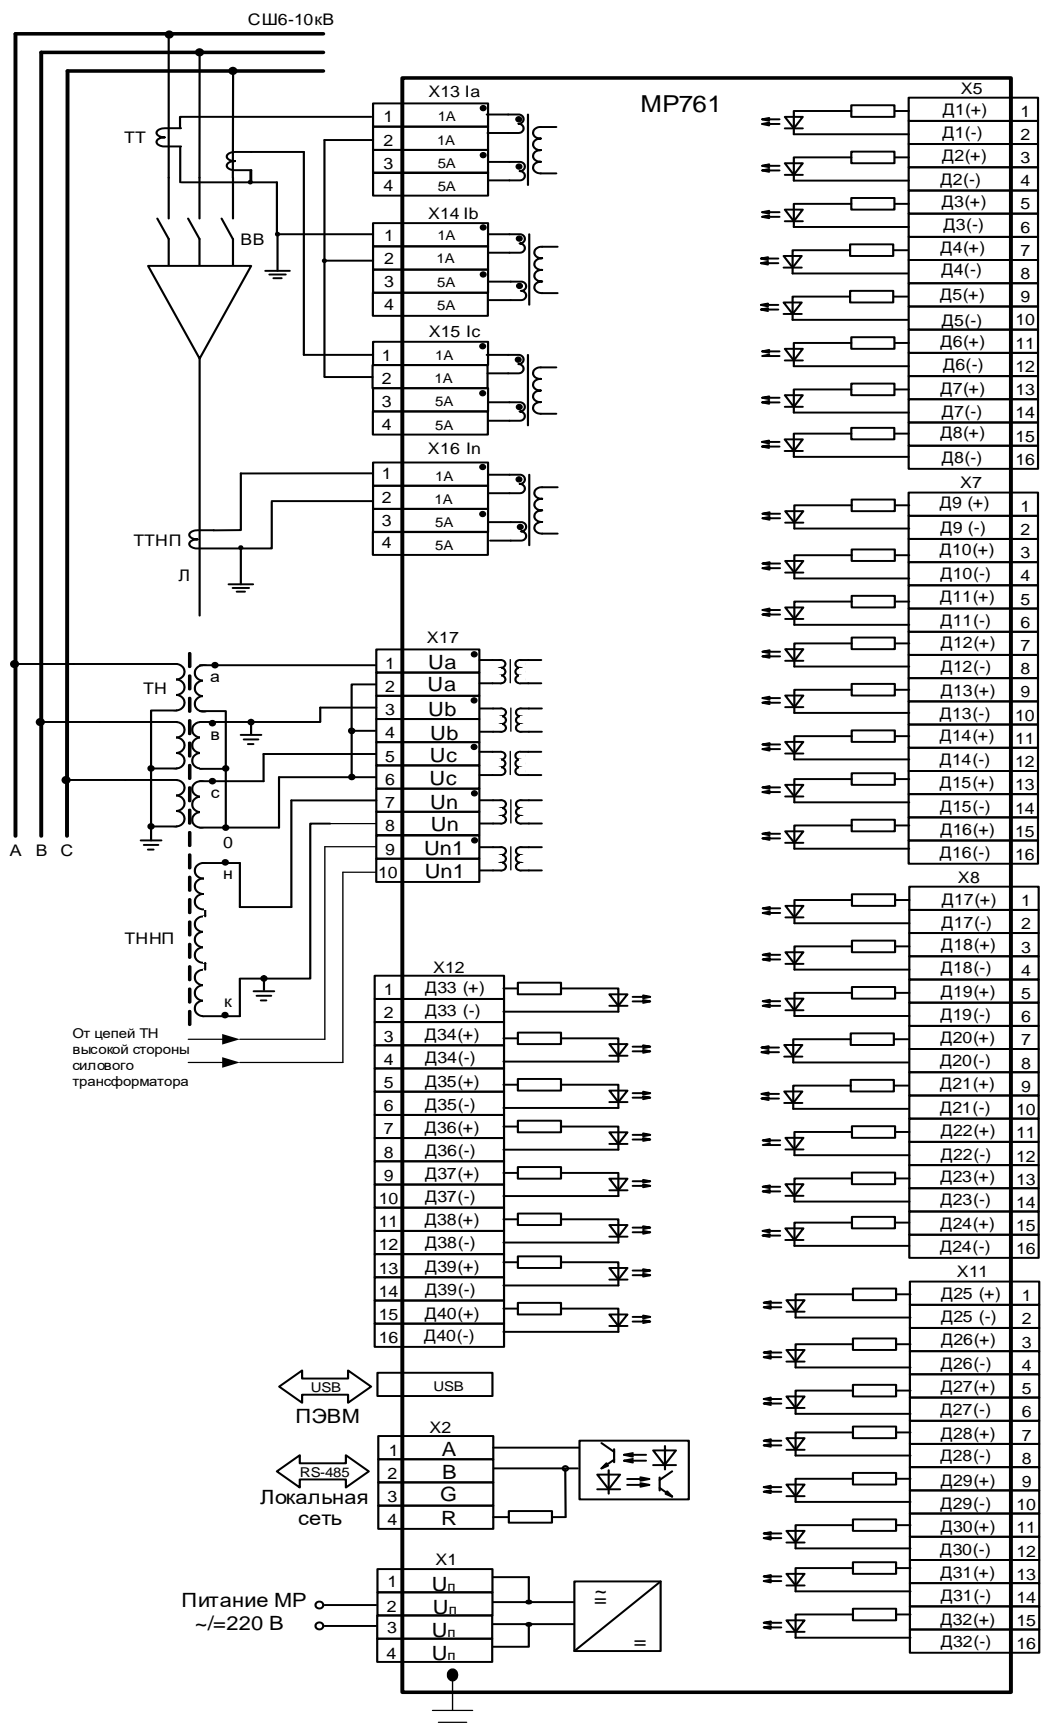 СШ6-10кВ
МР761
ТТ
ВВ
ТТНП
Л
X13 Ia
1 1А
2 1А
3 5А
4 5А
X14 Ib
1 1А
2 1А
3 5А
4 5А
X15 Ic
1 1А
2 1А
3 5А
4 5А
X16 In
1 1А
2 1А
3 5А
4 5А
ТН
а
в
с
0
А В С
н
ТННП
к
От цепей ТН
высокой стороны
силового
трансформатора
X17
1 Ua
2 Ua
3 Ub
4 Ub
5 Uc
6 Uc
7 Un
8 Un
9 Un1
10 Un1
X12
1 Д33 (+)
2 Д33 (-)
3 Д34(+)
4 Д34(-)
5 Д35(+)
6 Д35(-)
7 Д36(+)
8 Д36(-)
9 Д37(+)
10 Д37(-)
11 Д38(+)
12 Д38(-)
13 Д39(+)
14 Д39(-)
15 Д40(+)
16 Д40(-)
USB USB
ПЭВМ
X2
1 A
2 B
3 G
4 R
RS-485
Локальная
сеть
X1
1 Uп
2 Uп
3 Uп
4 Uп
Питание МР
~/=220 В
X5
Д1(+) 1
Д1(-) 2
Д2(+) 3
Д2(-) 4
Д3(+) 5
Д3(-) 6
Д4(+) 7
Д4(-) 8
Д5(+) 9
Д5(-) 10
Д6(+) 11
Д6(-) 12
Д7(+) 13
Д7(-) 14
Д8(+) 15
Д8(-) 16
X7
Д9 (+) 1
Д9 (-) 2
Д10(+) 3
Д10(-) 4
Д11(+) 5
Д11(-) 6
Д12(+) 7
Д12(-) 8
Д13(+) 9
Д13(-) 10
Д14(+) 11
Д14(-) 12
Д15(+) 13
Д15(-) 14
Д16(+) 15
Д16(-) 16
X8
Д17(+) 1
Д17(-) 2
Д18(+) 3
Д18(-) 4
Д19(+) 5
Д19(-) 6
Д20(+) 7
Д20(-) 8
Д21(+) 9
Д21(-) 10
Д22(+) 11
Д22(-) 12
Д23(+) 13
Д23(-) 14
Д24(+) 15
Д24(-) 16
X11
Д25 (+) 1
Д25 (-) 2
Д26(+) 3
Д26(-) 4
Д27(+) 5
Д27(-) 6
Д28(+) 7
Д28(-) 8
Д29(+) 9
Д29(-) 10
Д30(+) 11
Д30(-) 12
Д31(+) 13
Д31(-) 14
Д32(+) 15
Д32(-) 16